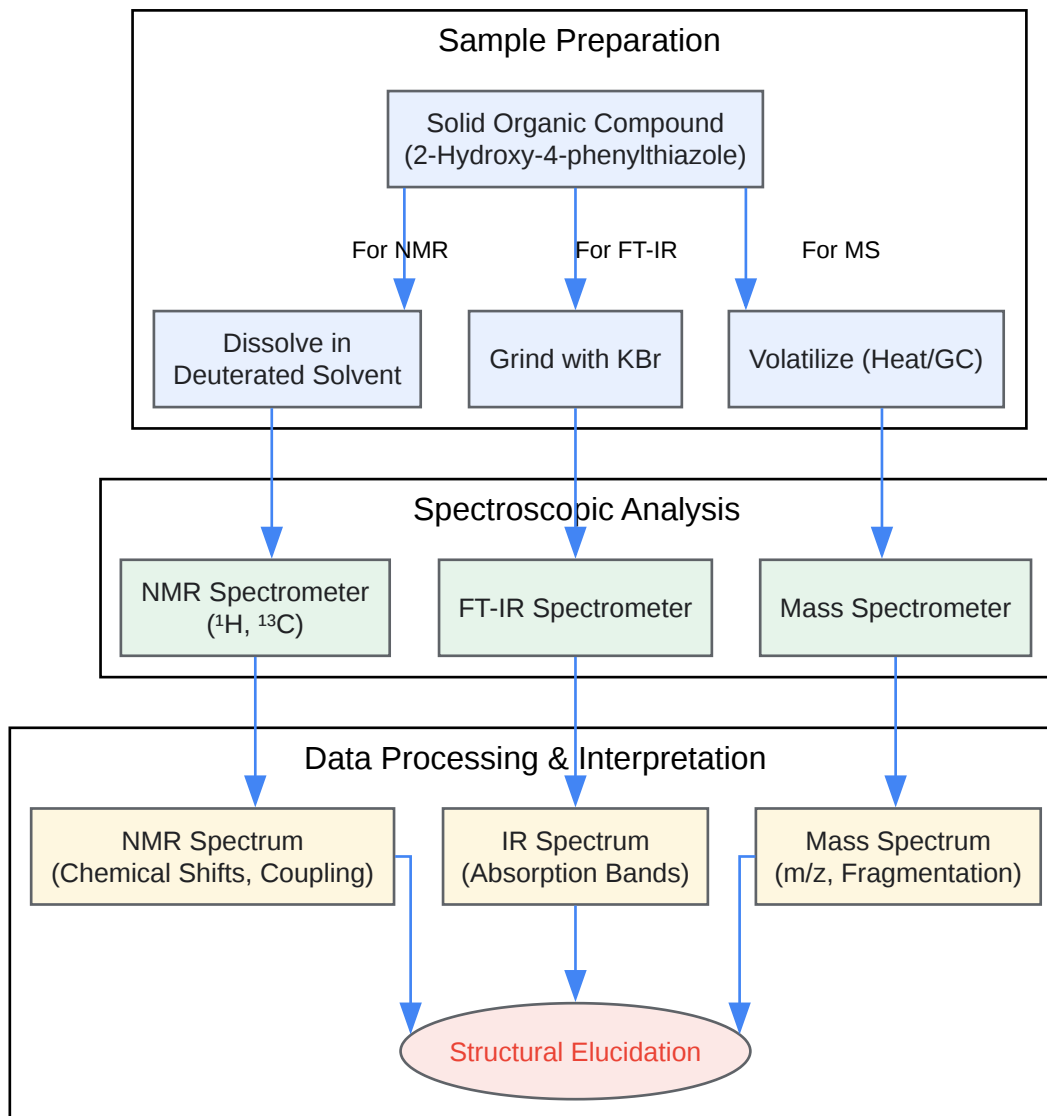 Sample Preparation
Solid Organic Compound
(2-Hydroxy-4-phenylthiazole)
For NMR
For FT-IR
For MS
Dissolve in
Deuterated Solvent
Grind with KBr
Volatilize (Heat/GC)
Spectroscopic Analysis
NMR Spectrometer
(¹H, ¹³C)
FT-IR Spectrometer
Mass Spectrometer
Data Processing & Interpretation
NMR Spectrum
(Chemical Shifts, Coupling)
IR Spectrum
(Absorption Bands)
Mass Spectrum
(m/z, Fragmentation)
Structural Elucidation